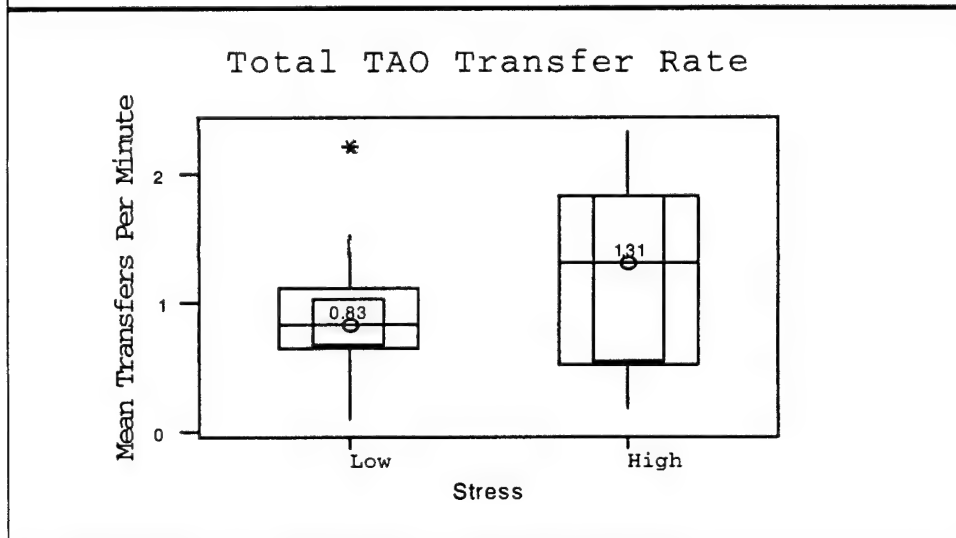 Total TAO Transfer Rate
Mean Transfers Per Minute
2
1
0
0.83
1.31
Low
High
Stress